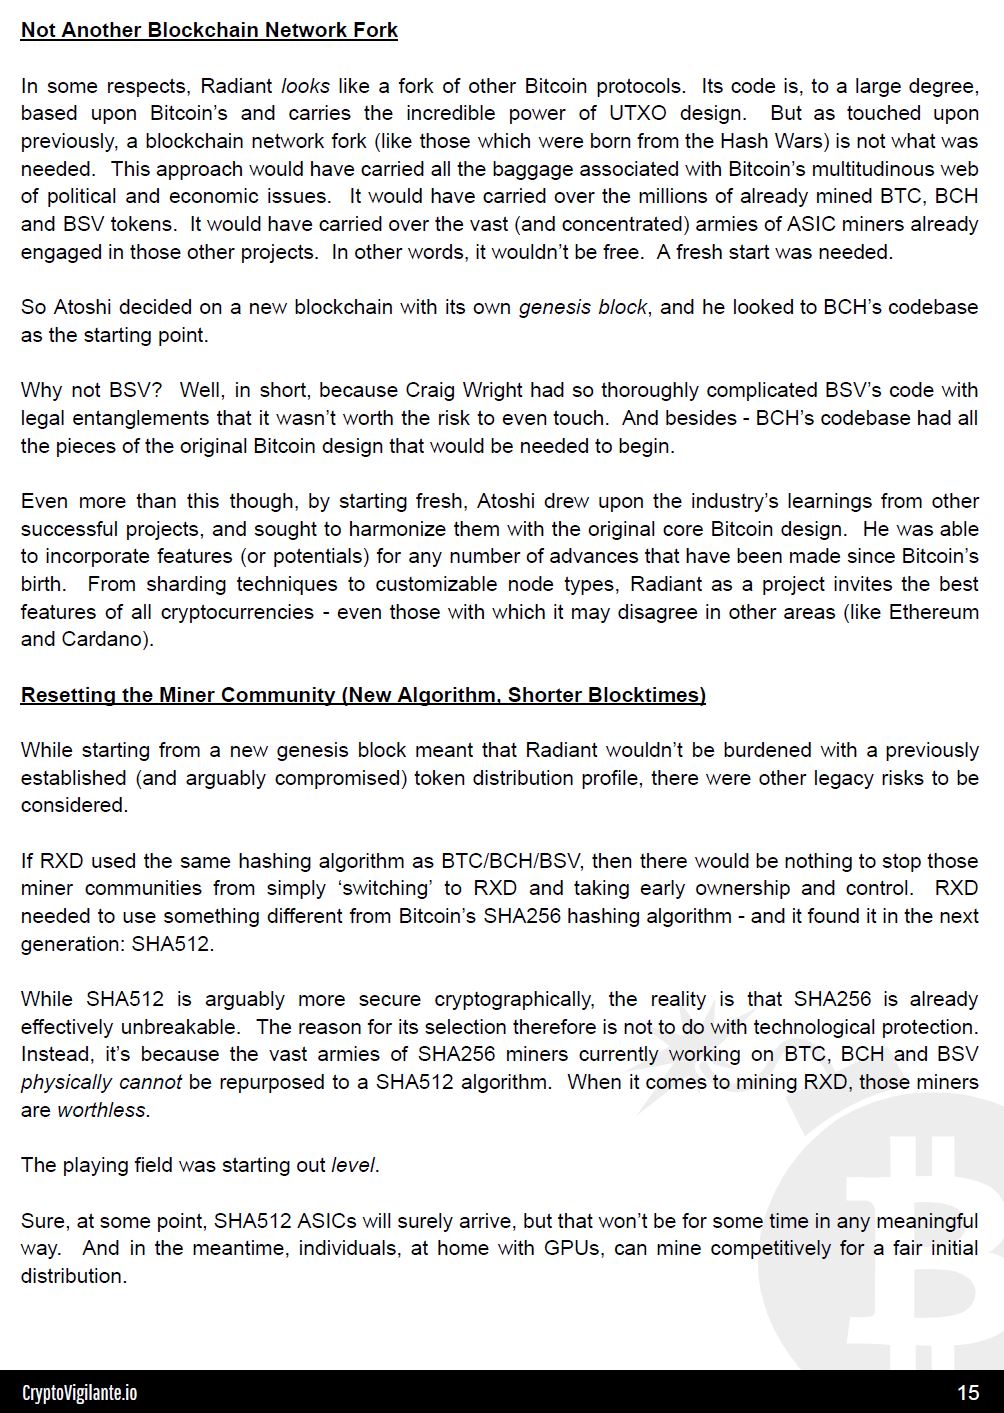 Not Another Blockchain Network Fork
In some respects, Radiant looks like a fork of other Bitcoin protocols. Its code is, to a large degree,
based upon Bitcoin's and carries the incredible power of UTXO design. But as touched upon
previously, a blockchain network fork (like those which were born from the Hash Wars) is not what was
needed. This approach would have carried all the baggage associated with Bitcoin's multitudinous web
of political and economic issues. It would have carried over the millions of already mined BTC, BCH
and BSV tokens. It would have carried over the vast (and concentrated) armies of ASIC miners already
engaged in those other projects. In other words, it wouldn't be free. A fresh start was needed.
So Atoshi decided on a new blockchain with its own genesis block, and he looked to BCH's codebase
as the starting point.
Why not BSV? Well, in short, because Craig Wright had so thoroughly complicated BSV's code with
legal entanglements that it wasn't worth the risk to even touch. And besides - BCH's codebase had all
the pieces of the original Bitcoin design that would be needed to begin.
Even more than this though, by starting fresh, Atoshi drew upon the industry's learnings from other
successful projects, and sought to harmonize them with the original core Bitcoin design. He was able
to incorporate features (or potentials) for any number of advances that have been made since Bitcoin's
birth. From sharding techniques to customizable node types, Radiant as a project invites the best
features of all cryptocurrencies - even those with which it may disagree in other areas (like Ethereum
and Cardano).
Resetting the Miner Community (New Algorithm, Shorter Blocktimes)
While starting from a new genesis block meant that Radiant wouldn't be burdened with a previously
established (and arguably compromised) token distribution profile, there were other legacy risks to be
considered.
If RXD used the same hashing algorithm as BTC/BCH/BSV, then there would be nothing to stop those
miner communities from simply 'switching' to RXD and taking early ownership and control. RXD
needed to use something different from Bitcoin's SHA256 hashing algorithm - and it found it in the next
generation: SHA512.
While SHA512 is arguably more secure cryptographically, the reality is that SHA256 is already
effectively unbreakable. The reason for its selection therefore is not to do with technological protection.
Instead, it's because the vast armies of SHA256 miners currently working on BTC, BCH and BSV
physically cannot be repurposed to a SHA512 algorithm. When it comes to mining RXD, those miners
are worthless.
The playing field was starting out level.
Sure, at some point, SHA512 ASICs will surely arrive, but that won't be for some time in any meaningful
way. And in the meantime, individuals, at home with GPUs, can mine competitively for a fair initial
distribution.
CryptoVigilante.io 15